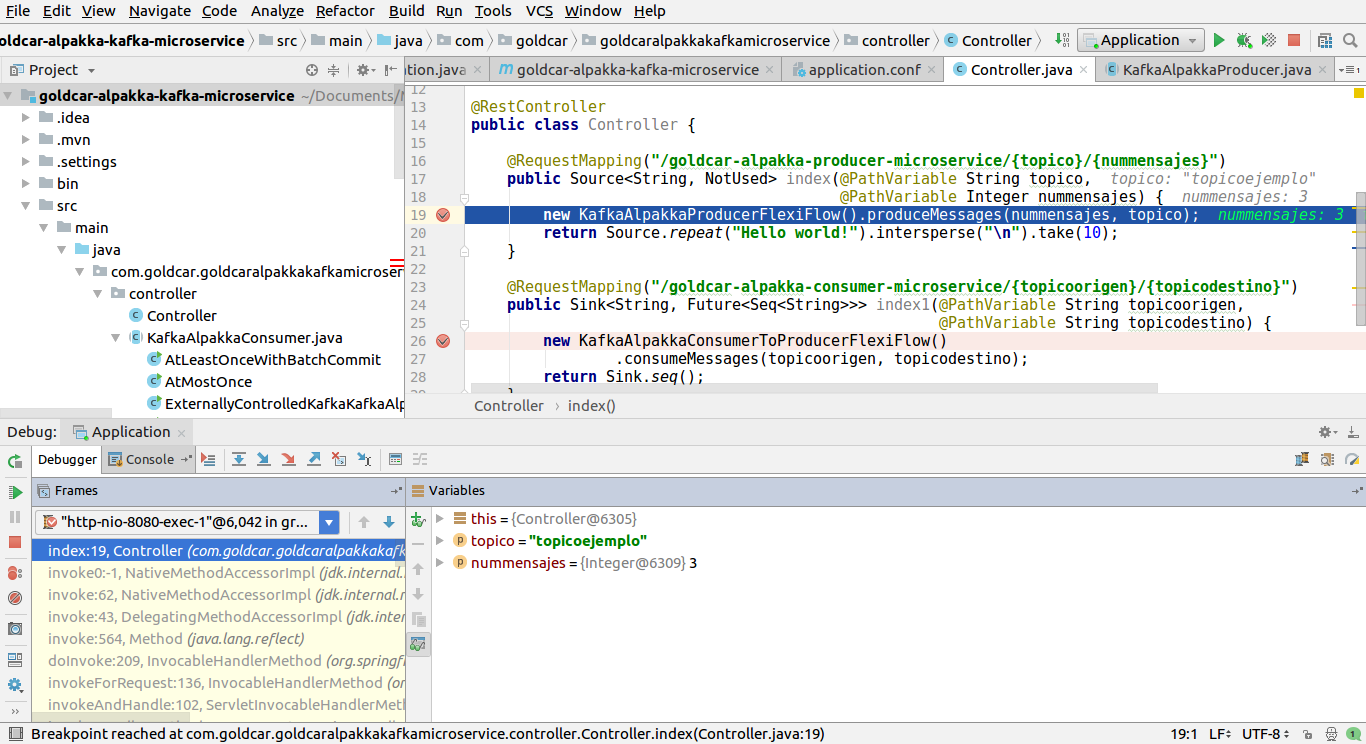 File Edit View Navigate Code Analyze Refactor Build Run Tools VCS Window Help
oldcar-alpakka-kafka-microservice src main java com goldcar goldcaralpakkakafkamicroservice controller Controller Application
Project
ation.java goldcar-alpakka-kafka-microservice application.conf Controller.java KafkaAlpakkaProducer.java
goldcar-alpakka-kafka-microservice ~/Documents/
.idea
.mvn
.settings
bin
src
main
java
com.goldcar.goldcaralpakkakafkamicroser
controller
Controller
KafkaAlpakkaConsumer.java
AtLeastOnceWithBatchCommit
AtMostOnce
ExternallyControlledKafkaKafkaAlp
12
13 @RestController
14 public class Controller {
15
16 @RequestMapping("/goldcar-alpakka-producer-microservice/{topico}/{nummensajes}")
17 public Source<String, NotUsed> index(@PathVariable String topico, topico: "topicoejemplo"
18 @PathVariable Integer nummensajes) { nummensajes: 3
19 new KafkaAlpakkaProducerFlexiFlow().produceMessages(nummensajes, topico); nummensajes: 3
20 return Source.repeat("Hello world!").intersperse("\n").take(10);
21 }
22
23 @RequestMapping("/goldcar-alpakka-consumer-microservice/{topicoorigen}/{topicodestino}")
24 public Sink<String, Future<Seq<String>>> index1(@PathVariable String topicoorigen,
25 @PathVariable String topicodestino) {
26 new KafkaAlpakkaConsumerToProducerFlexiFlow()
27 .consumeMessages(topicoorigen, topicodestino);
28 return Sink.seq();
Controller › index()
Debug: Application
Debugger Console
Frames
Variables
"http-nio-8080-exec-1"@6,042 in gr...
index:19, Controller (com.goldcar.goldcaralpakkakafk
invoke0:-1, NativeMethodAccessorImpl (jdk.internal.
invoke:62, NativeMethodAccessorImpl (jdk.internal.r
invoke:43, DelegatingMethodAccessorImpl (jdk.inter
invoke:564, Method (java.lang.reflect)
doInvoke:209, InvocableHandlerMethod (org.springf
invokeForRequest:136, InvocableHandlerMethod (or
invokeAndHandle:102, ServletInvocableHandlerMeth
this = {Controller@6305}
topico = "topicoejemplo"
nummensajes = {Integer@6309} 3
Breakpoint reached at com.goldcar.goldcaralpakkakafkamicroservice.controller.Controller.index(Controller.java:19) 19:1 LF UTF-8 1